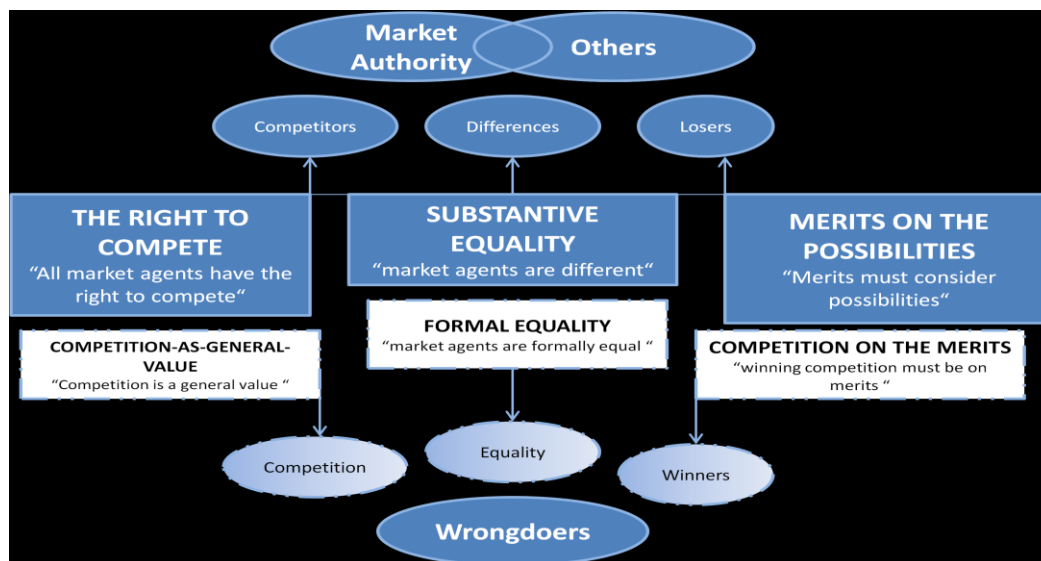 Market
Authority
Others
Competitors
Differences
Losers
THE RIGHT TO
COMPETE
“All market agents have the
right to compete“
SUBSTANTIVE
EQUALITY
“market agents are different“
MERITS ON THE
POSSIBILITIES
“Merits must consider
possibilities“
COMPETITION-AS-GENERAL-
VALUE
“Competition is a general value “
FORMAL EQUALITY
“market agents are formally equal “
COMPETITION ON THE MERITS
“winning competition must be on
merits “
Competition
Equality
Winners
Wrongdoers